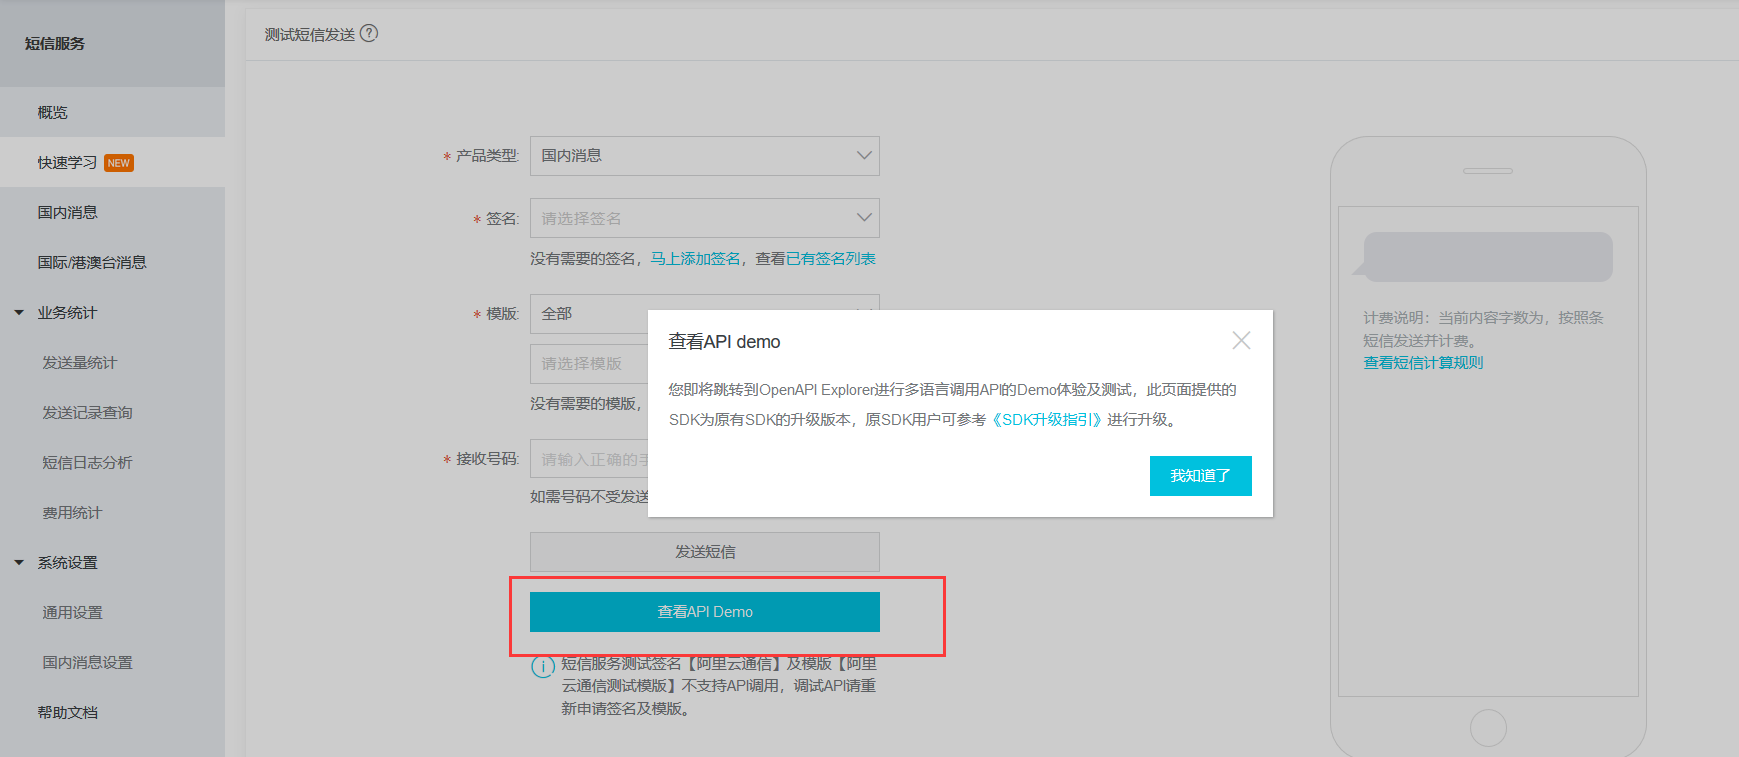 短信服务
概览
快速学习 NEW
国内消息
国际/港澳台消息
业务统计
发送量统计
发送记录查询
短信日志分析
费用统计
系统设置
通用设置
国内消息设置
帮助文档
测试短信发送 ?
* 产品类型: 国内消息
* 签名: 请选择签名
没有需要的签名，马上添加签名，查看已有签名列表
* 模版: 全部
请选择模版
没有需要的模版，
* 接收号码: 请输入正确的
如需号码不受发送
发送短信
查看API Demo
短信服务测试签名【阿里云通信】及模版【阿
里云通信测试模版】不支持API调用，调试API请重
新申请签名及模版。
查看API demo
您即将跳转到OpenAPI Explorer进行多语言调用API的Demo体验及测试，此页面提供的
SDK为原有SDK的升级版本，原SDK用户可参考《SDK升级指引》进行升级。
我知道了
计费说明：当前内容字数为，按照条
短信发送并计费。
查看短信计算规则